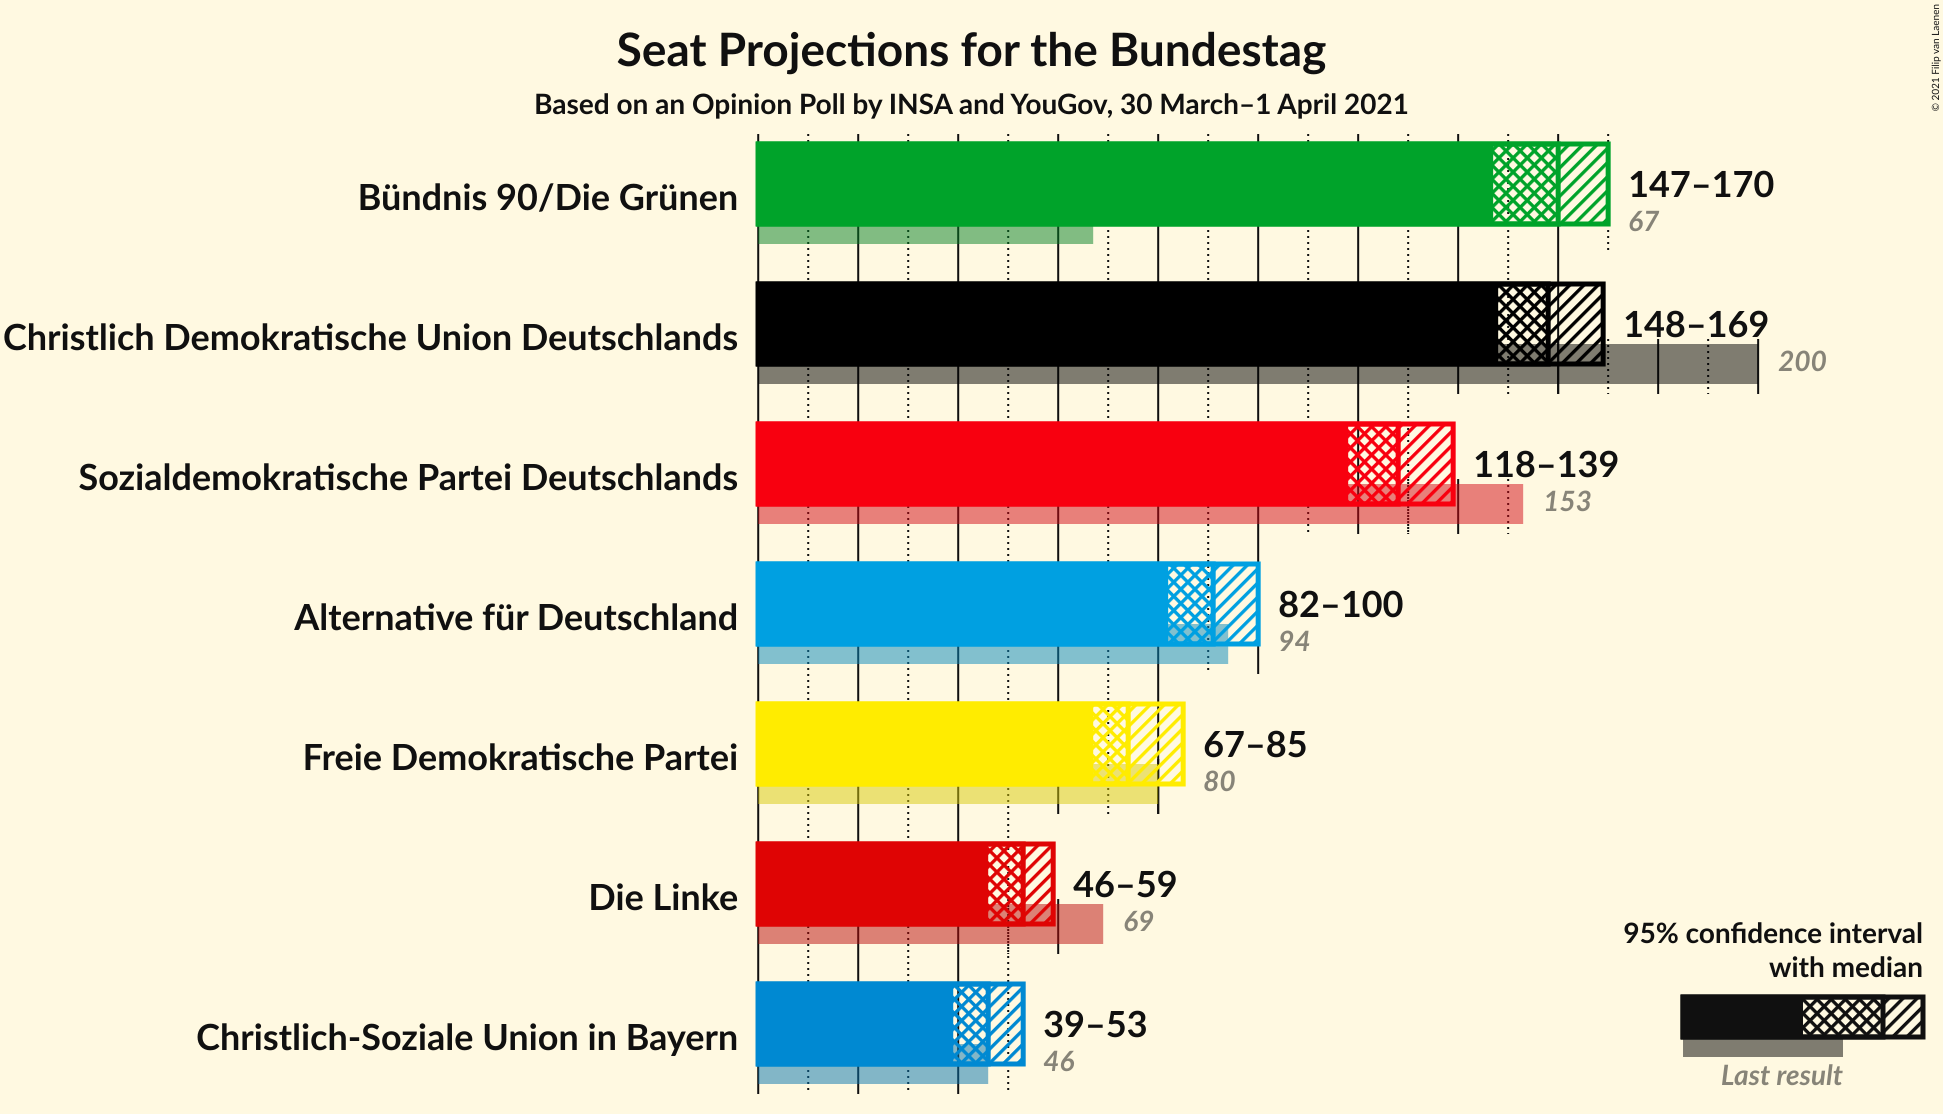 Seat Projections for the Bundestag
Based on an Opinion Poll by INSA and YouGov, 30 March–1 April 2021
© 2021 Filip van Laenen
Bündnis 90/Die Grünen
147–170
67
Christlich Demokratische Union Deutschlands
148–169
200
Sozialdemokratische Partei Deutschlands
118–139
153
Alternative für Deutschland
82–100
94
Freie Demokratische Partei
67–85
80
Die Linke
46–59
69
Christlich-Soziale Union in Bayern
39–53
46
95% confidence interval
with median
Last result